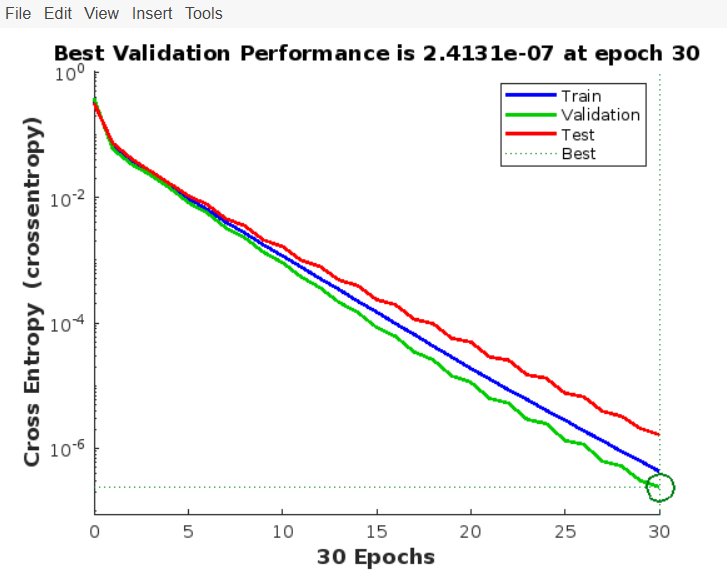 File Edit View Insert Tools
Best Validation Performance is 2.4131e-07 at epoch 30
10^0
10^-2
10^-4
10^-6
Cross Entropy (crossentropy)
Train
Validation
Test
Best
0 5 10 15 20 25 30
30 Epochs